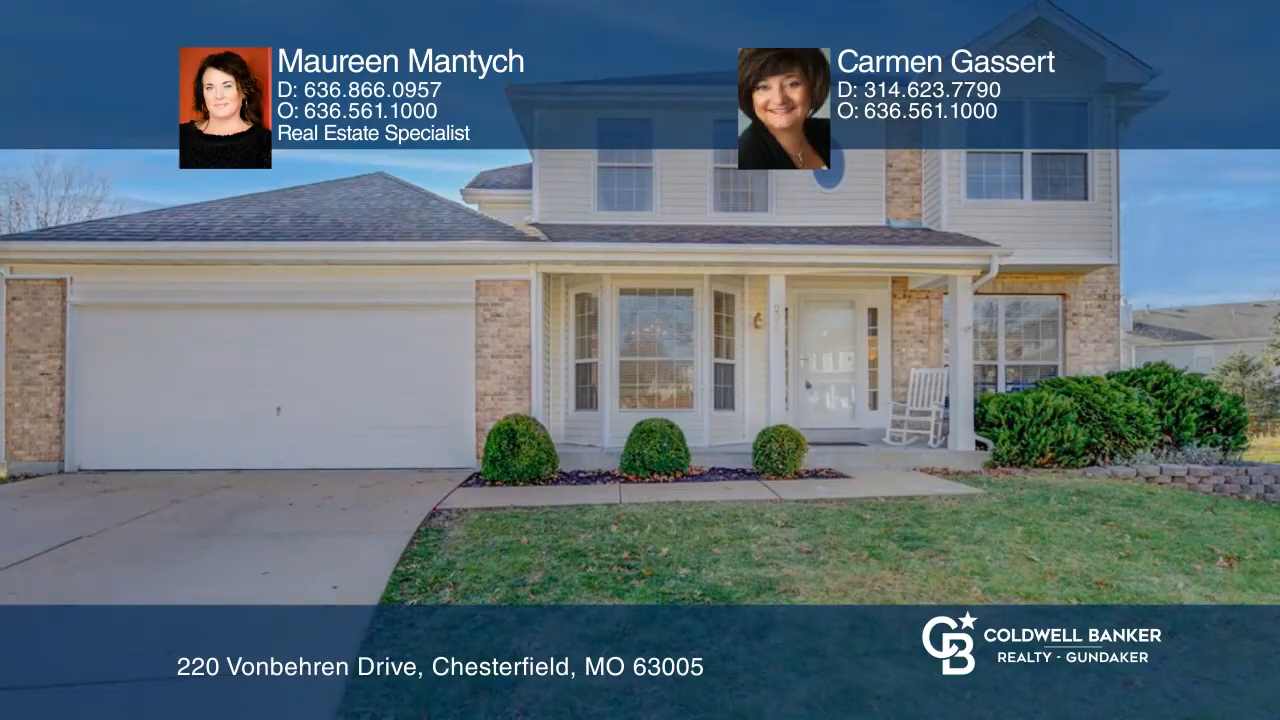 Maureen Mantych
D: 636.866.0957
O: 636.561.1000
Real Estate Specialist
Carmen Gassert
D: 314.623.7790
O: 636.561.1000
220 Vonbehren Drive, Chesterfield, MO 63005
CB
COLDWELL BANKER
REALTY - GUNDAKER